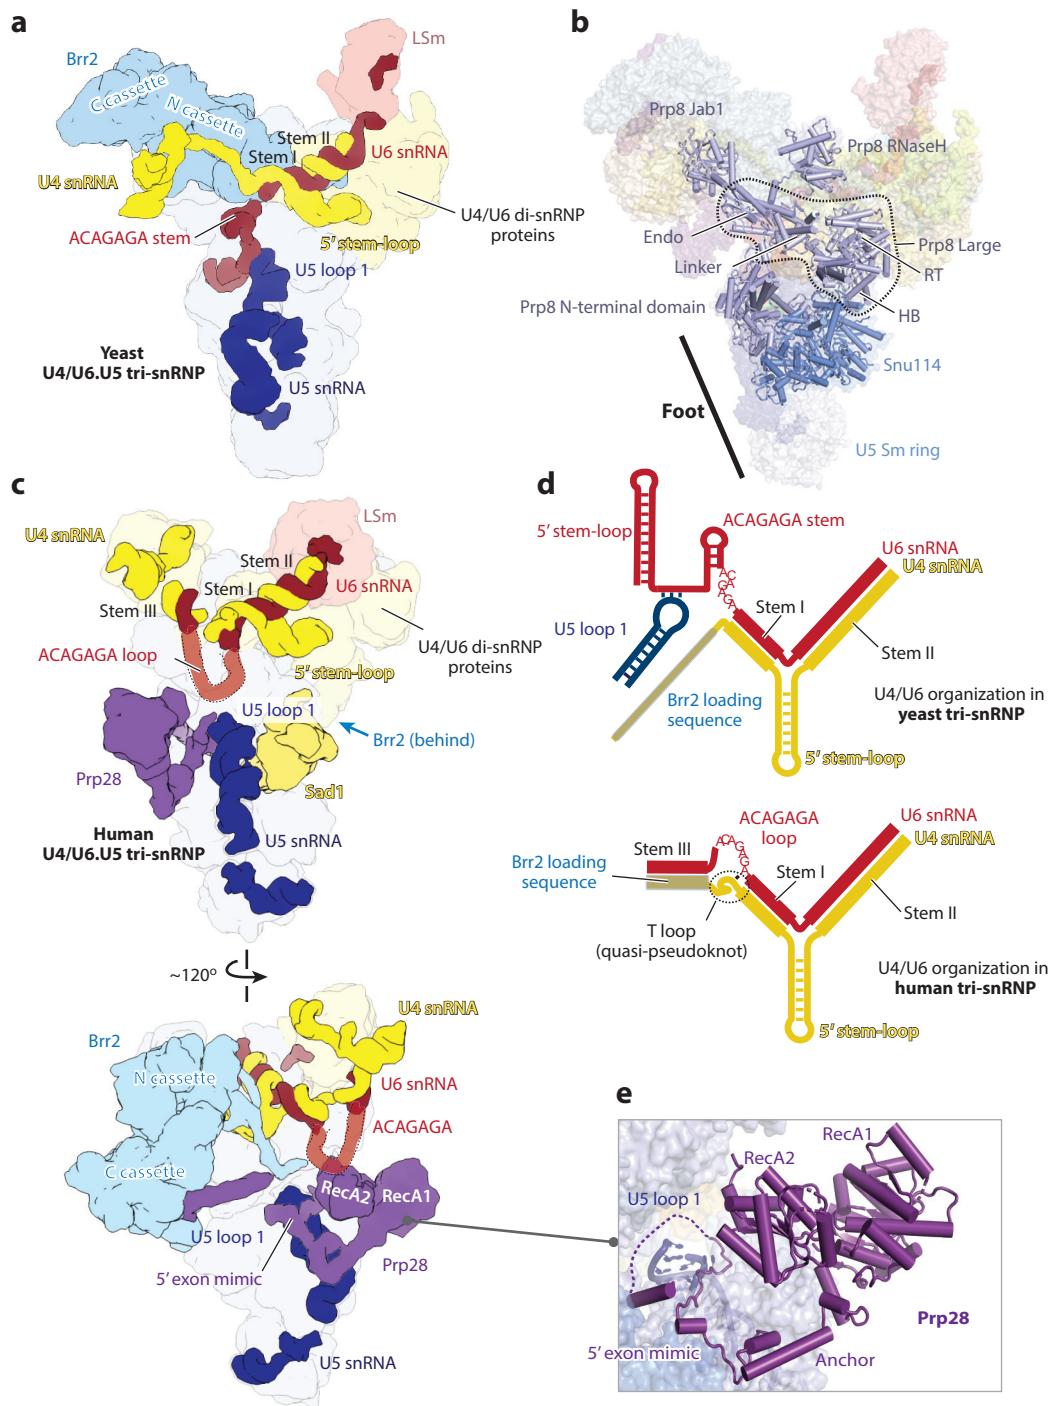 a
Brr2
C cassette
N cassette
LSm
Stem II
Stem I
U6 snRNA
U4 snRNA
ACAGAGA stem
5′ stem-loop
U4/U6 di-snRNP
proteins
U5 loop 1
Yeast
U4/U6.U5 tri-snRNP
U5 snRNA
b
Prp8 Jab1
Prp8 RNaseH
Endo
Linker
Prp8 Large
RT
Prp8 N-terminal domain
HB
Snu114
Foot
U5 Sm ring
c
U4 snRNA
LSm
Stem II
Stem I
U6 snRNA
Stem III
ACAGAGA loop
U4/U6 di-snRNP
proteins
5′ stem-loop
U5 loop 1
Brr2 (behind)
Prp28
Sad1
Human
U4/U6.U5 tri-snRNP
U5 snRNA
~120°
U4 snRNA
Brr2
N cassette
U6 snRNA
ACAGAGA
C cassette
RecA2
RecA1
U5 loop 1
5′ exon mimic
Prp28
U5 snRNA
d
5′ stem-loop
ACAGAGA stem
U6 snRNA
U4 snRNA
ACAGAGA
Stem I
U5 loop 1
Stem II
Brr2 loading
sequence
U4/U6 organization in
yeast tri-snRNP
5′ stem-loop
ACAGAGA
loop
U6 snRNA
U4 snRNA
Stem III
ACAGAGA
Brr2 loading
sequence
Stem I
Stem II
T loop
(quasi-pseudoknot)
U4/U6 organization in
human tri-snRNP
5′ stem-loop
e
RecA1
RecA2
U5 loop 1
Prp28
5′ exon mimic
Anchor